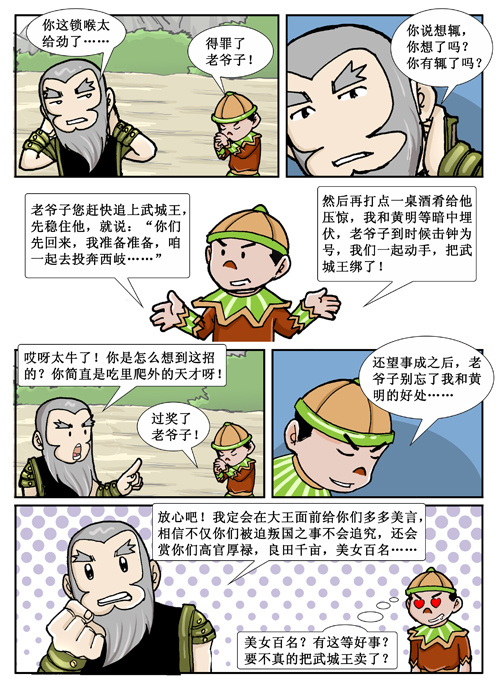 你这锁喉太
给劲了……
得罪了
老爷子！
你说想辄，
你想了吗？
你有辄了吗？
老爷子您赶快追上武城王，
先稳住他，就说：“你们
先回来，我准备准备，咱
一起去投奔西岐……”
然后再打点一桌酒肴给他
压惊，我和黄明等暗中埋
伏，老爷子到时候击钟为
号，我们一起动手，把武
城王绑了！
哎呀太牛了！你是怎么想到这招
的？你简直是吃里爬外的天才呀！
过奖了
老爷子！
还望事成之后，老
爷子别忘了我和黄
明的好处……
放心吧！我定会在大王面前给你们多多美言，
相信不仅你们被迫叛国之事不会追究，还会
赏你们高官厚禄，良田千亩，美女百名……
美女百名？有这等好事？
要不真的把武城王卖了？